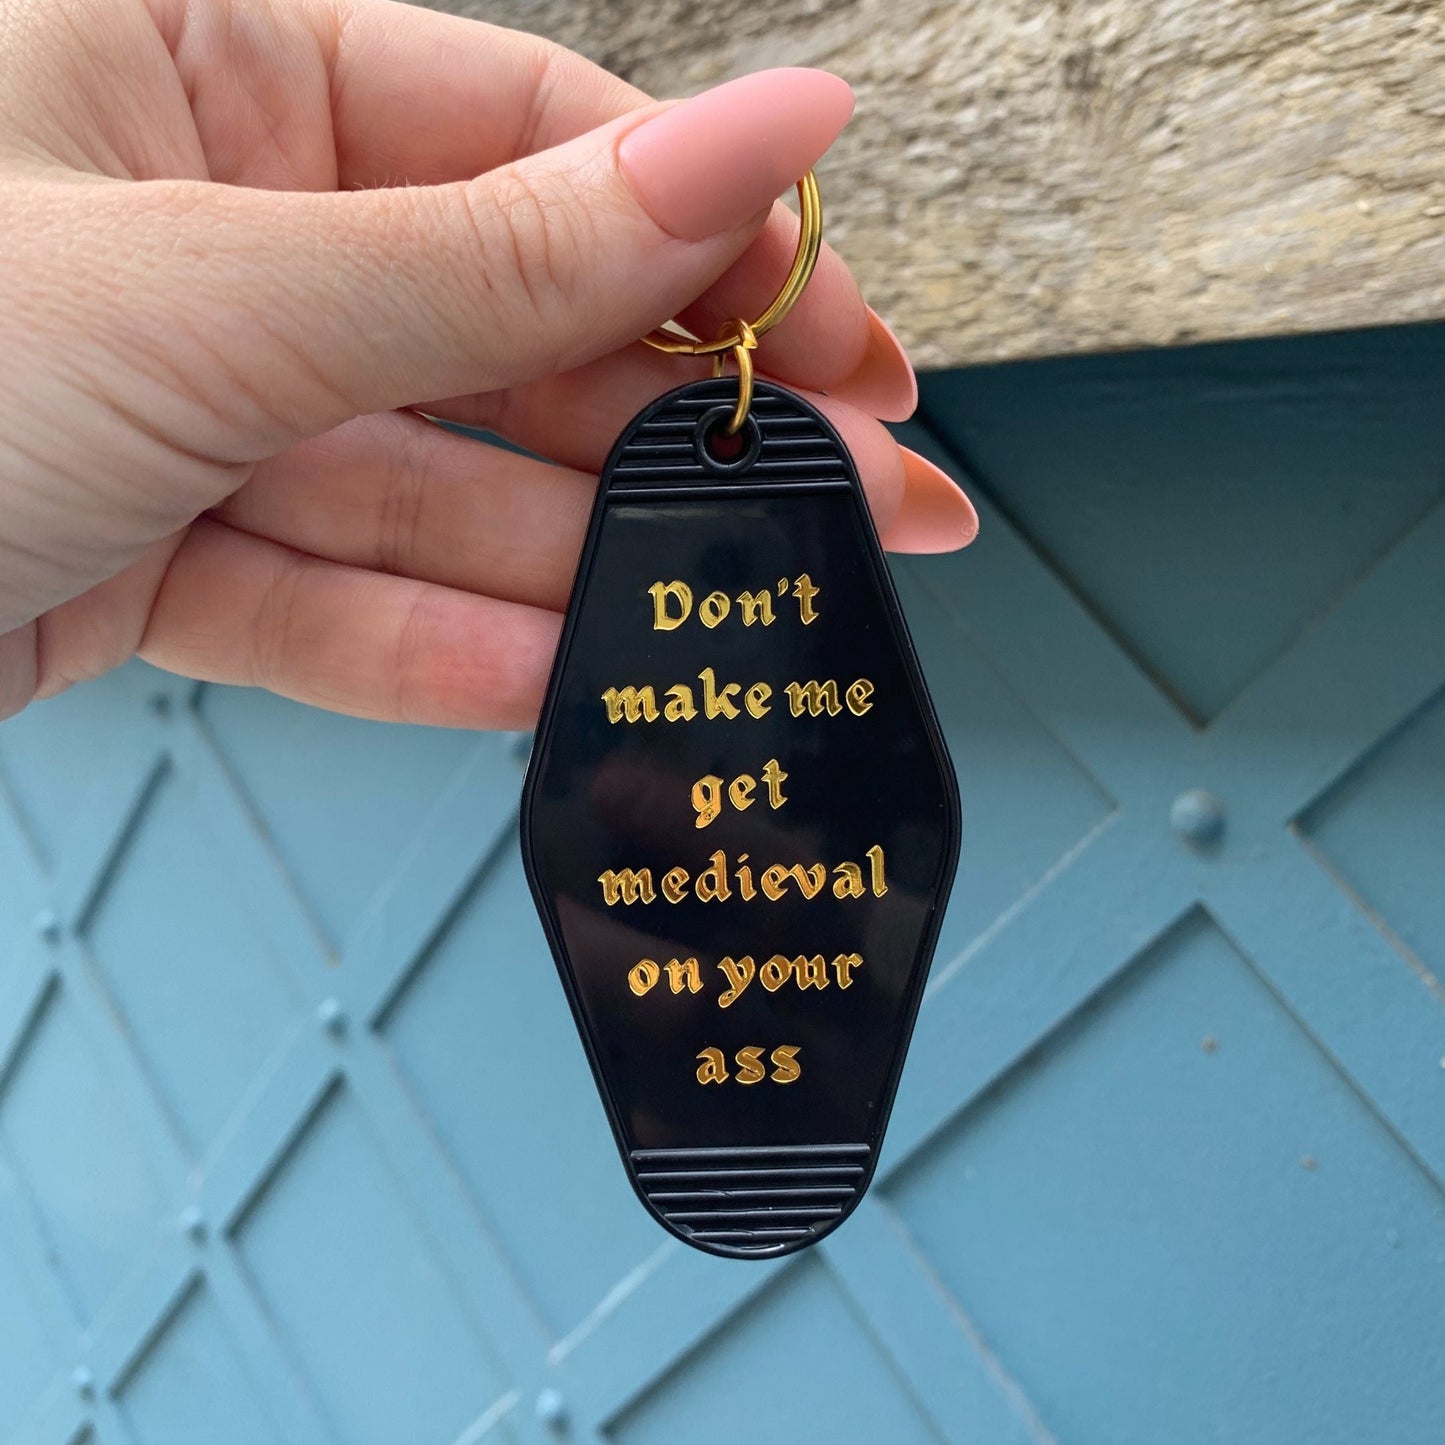 Don't
make me
get
medieval
on your
ass